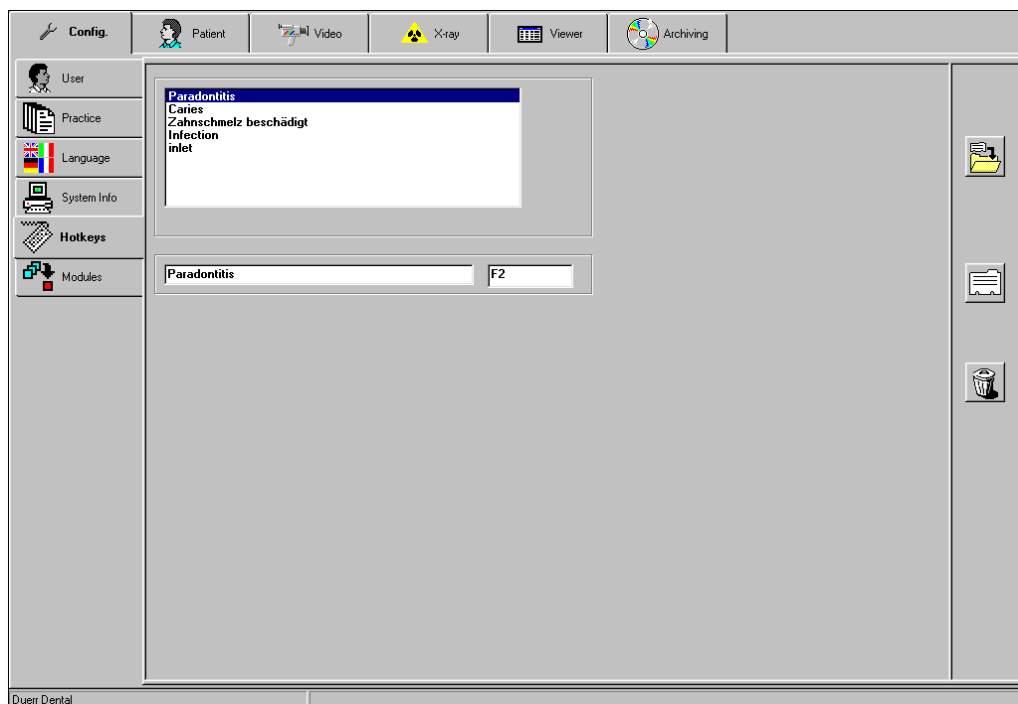 Config.
Patient
Video
X-ray
Viewer
Archiving
User
Practice
Language
System Info
Hotkeys
Modules
Paradontitis
Caries
Zahnschmelz beschädigt
Infection
inlet
Paradontitis
F2
Duerr Dental